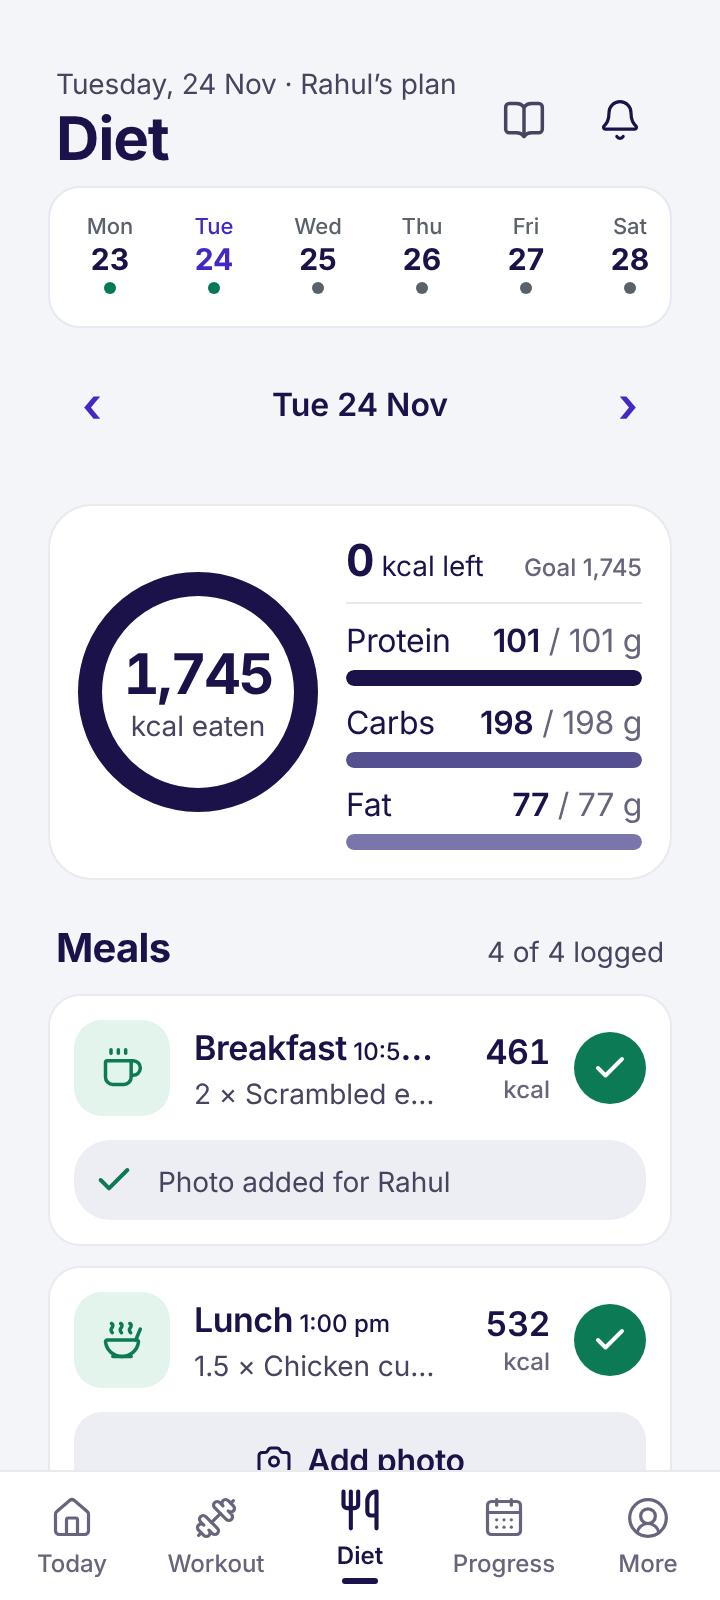 Tuesday, 24 Nov · Rahul’s plan
Diet
Mon Tue Wed Thu Fri Sat
23 24 25 26 27 28
‹ Tue 24 Nov ›
0 kcal left Goal 1,745
1,745
kcal eaten
Protein 101 / 101 g
Carbs 198 / 198 g
Fat 77 / 77 g
Meals 4 of 4 logged
Breakfast 10:5... 461
2 × Scrambled e... kcal
Photo added for Rahul
Lunch 1:00 pm 532
1.5 × Chicken cu... kcal
Add photo
Today Workout Diet Progress More